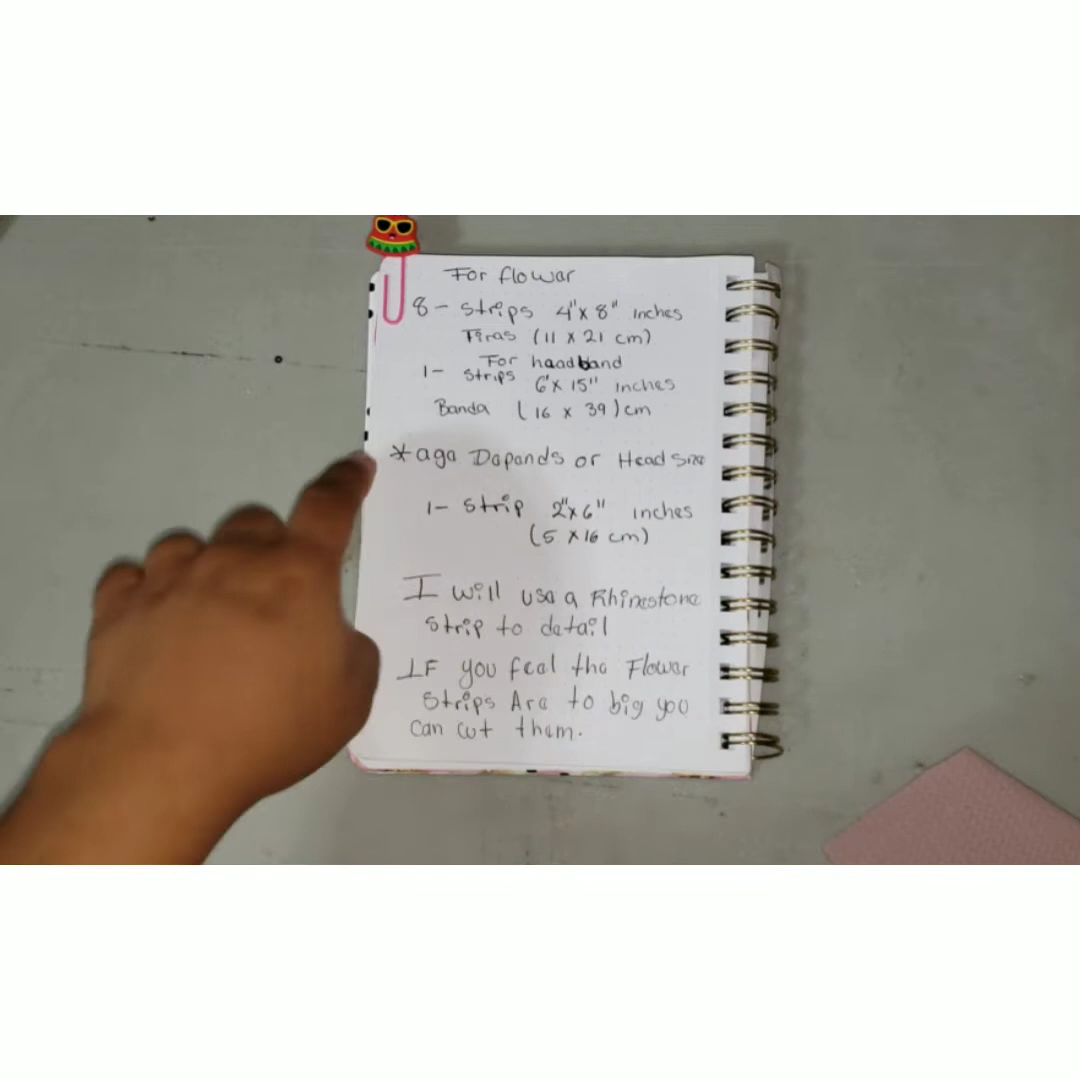 For flower
8- strips 4"x 8" inches
Tiras (11 x 21 cm)
For headband
1- strips 6"x 15" inches
Banda (16 x 39) cm
*age Depends or Head Size
1- strip 2"x6" inches
(5 x16 cm)
I will use a Rhinestone
strip to detail
IF you feel the Flower
strips Are to big you
can cut them.